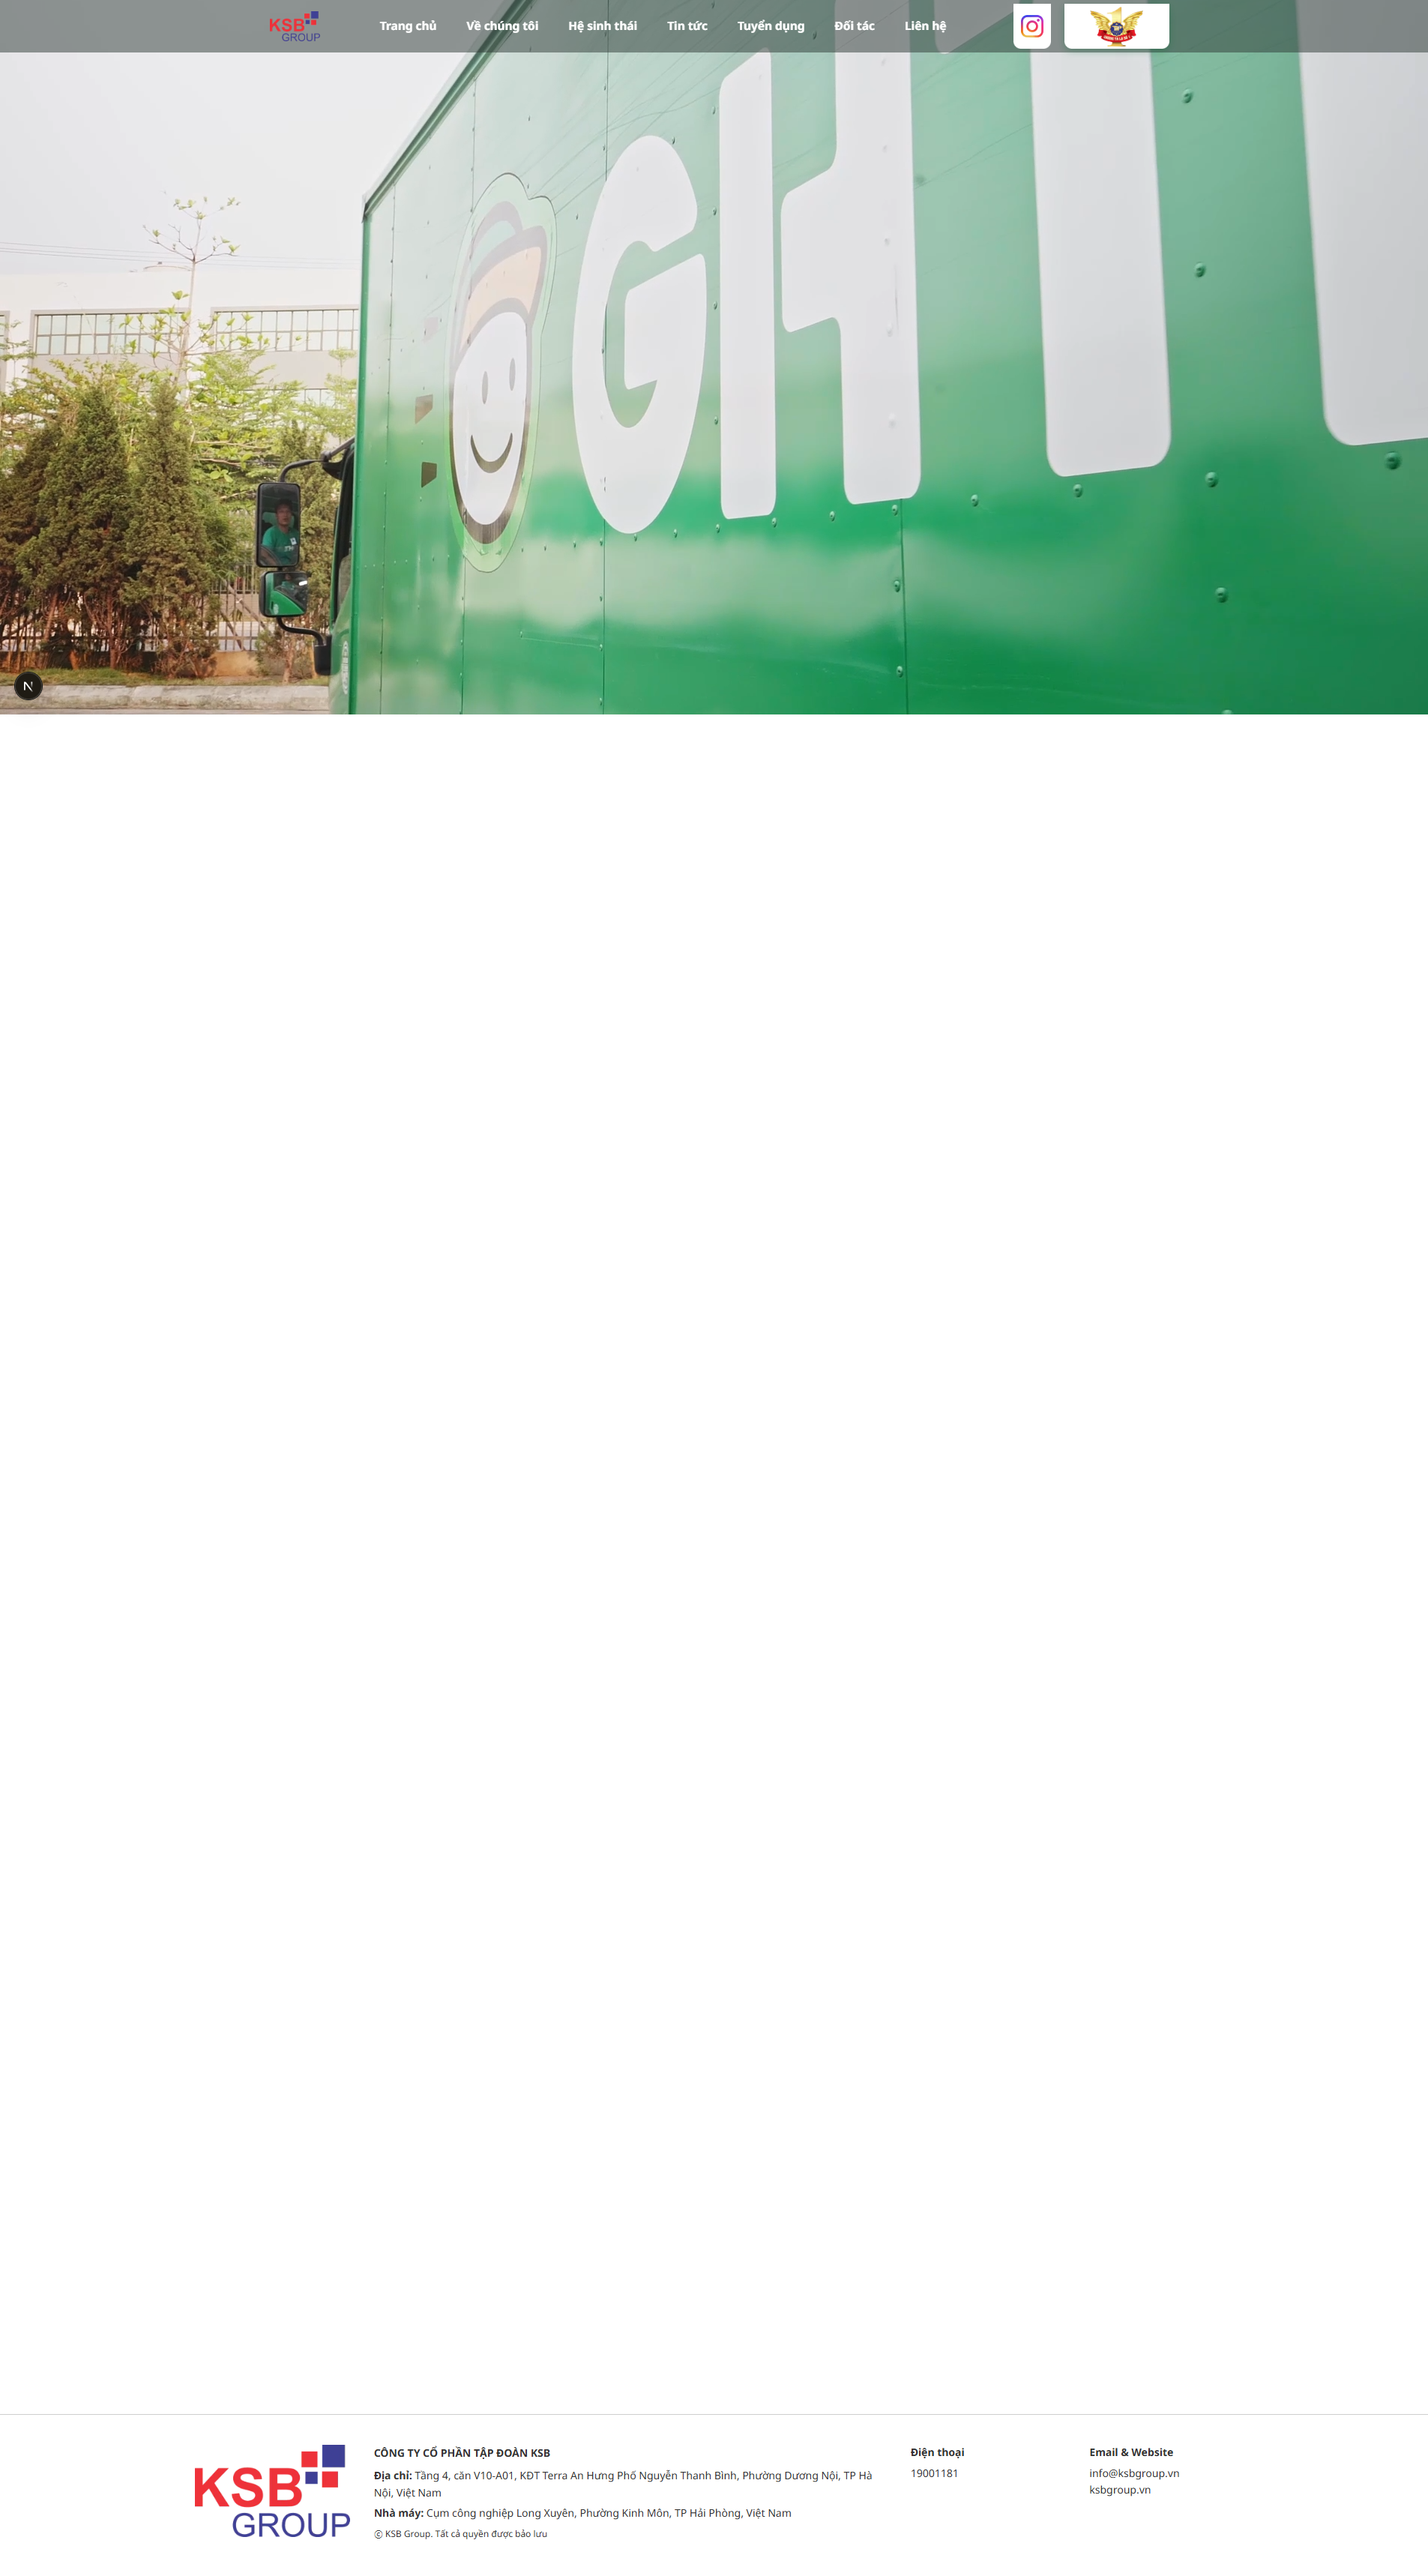 KSB
GROUP
Trang chủ
Về chúng tôi
Hệ sinh thái
Tin tức
Tuyển dụng
Đối tác
Liên hệ
GHT
N
KSB
GROUP
CÔNG TY CỔ PHẦN TẬP ĐOÀN KSB
Địa chỉ: Tầng 4, căn V10-A01, KĐT Terra An Hưng Phố Nguyễn Thanh Bình, Phường Dương Nội, TP Hà
Nội, Việt Nam
Nhà máy: Cụm công nghiệp Long Xuyên, Phường Kinh Môn, TP Hải Phòng, Việt Nam
© KSB Group. Tất cả quyền được bảo lưu
Điện thoại
19001181
Email & Website
info@ksbgroup.vn
ksbgroup.vn